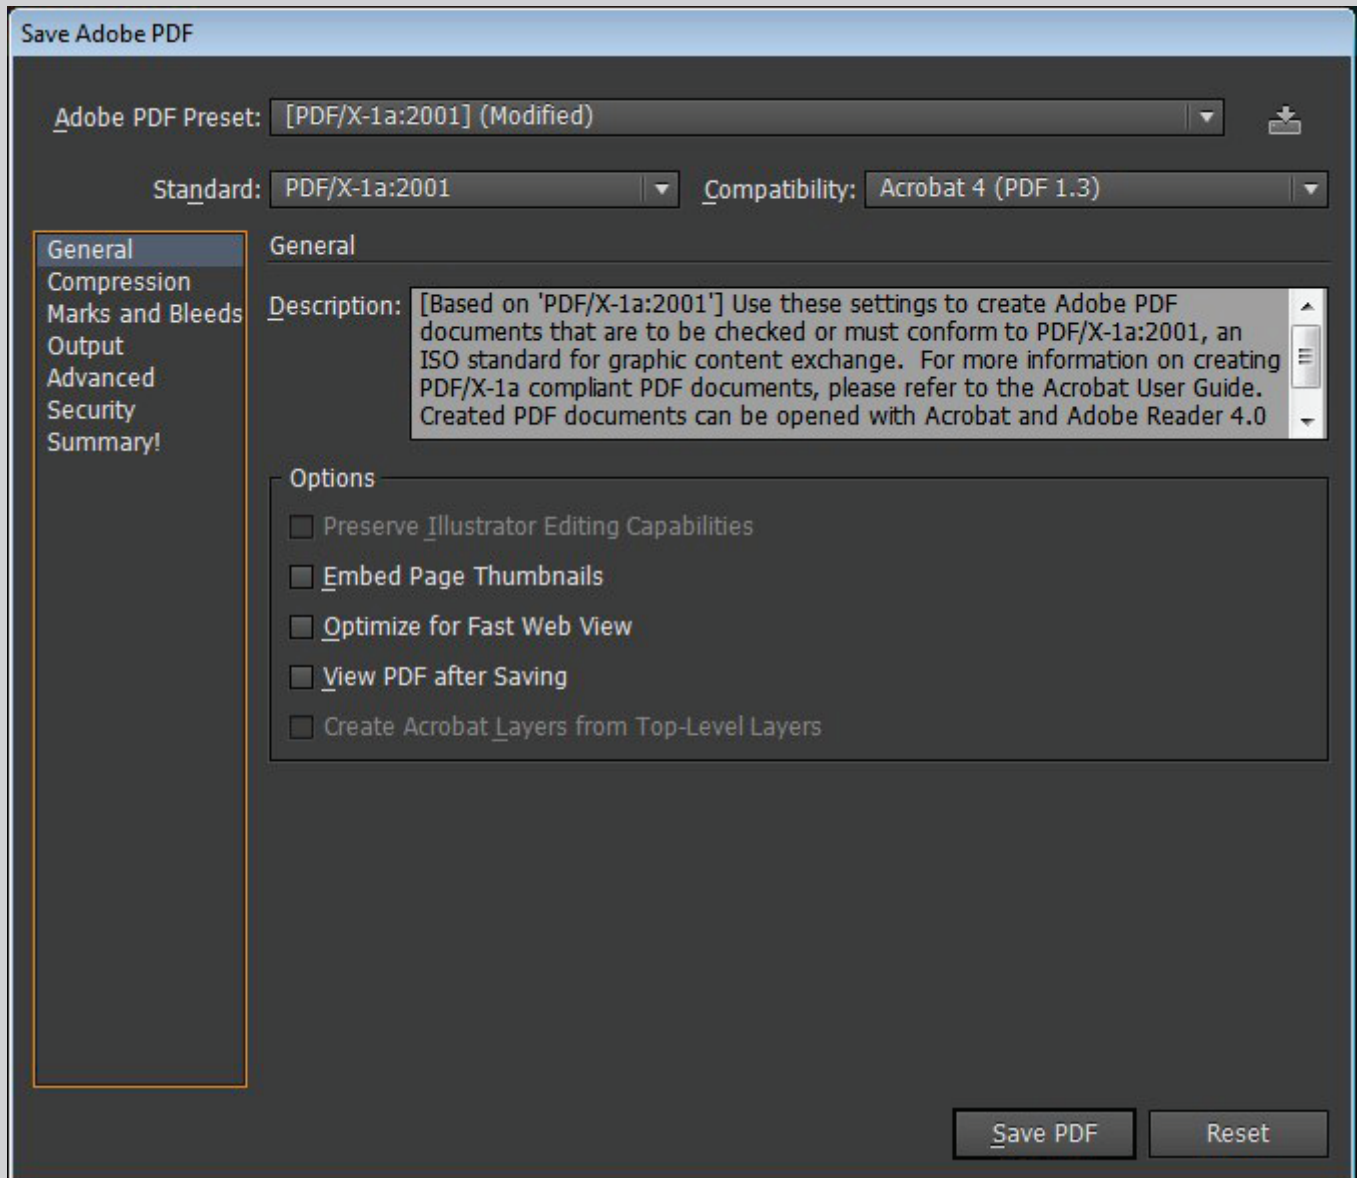 Save Adobe PDF
Adobe PDF Preset: [PDF/X-1a:2001] (Modified)
Standard: PDF/X-1a:2001 Compatibility: Acrobat 4 (PDF 1.3)
General
Compression
Marks and Bleeds
Output
Advanced
Security
Summary!
General
Description: [Based on 'PDF/X-1a:2001'] Use these settings to create Adobe PDF
documents that are to be checked or must conform to PDF/X-1a:2001, an
ISO standard for graphic content exchange.  For more information on creating
PDF/X-1a compliant PDF documents, please refer to the Acrobat User Guide.
Created PDF documents can be opened with Acrobat and Adobe Reader 4.0
Options
Preserve Illustrator Editing Capabilities
Embed Page Thumbnails
Optimize for Fast Web View
View PDF after Saving
Create Acrobat Layers from Top-Level Layers
Save PDF Reset